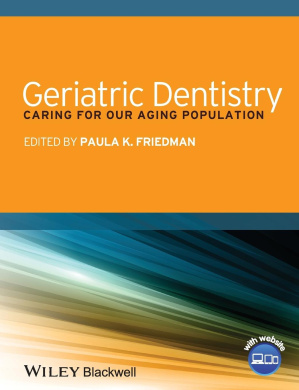 Geriatric Dentistry
CARING FOR OUR AGING POPULATION
EDITED BY PAULA K. FRIEDMAN
with website
WILEY Blackwell